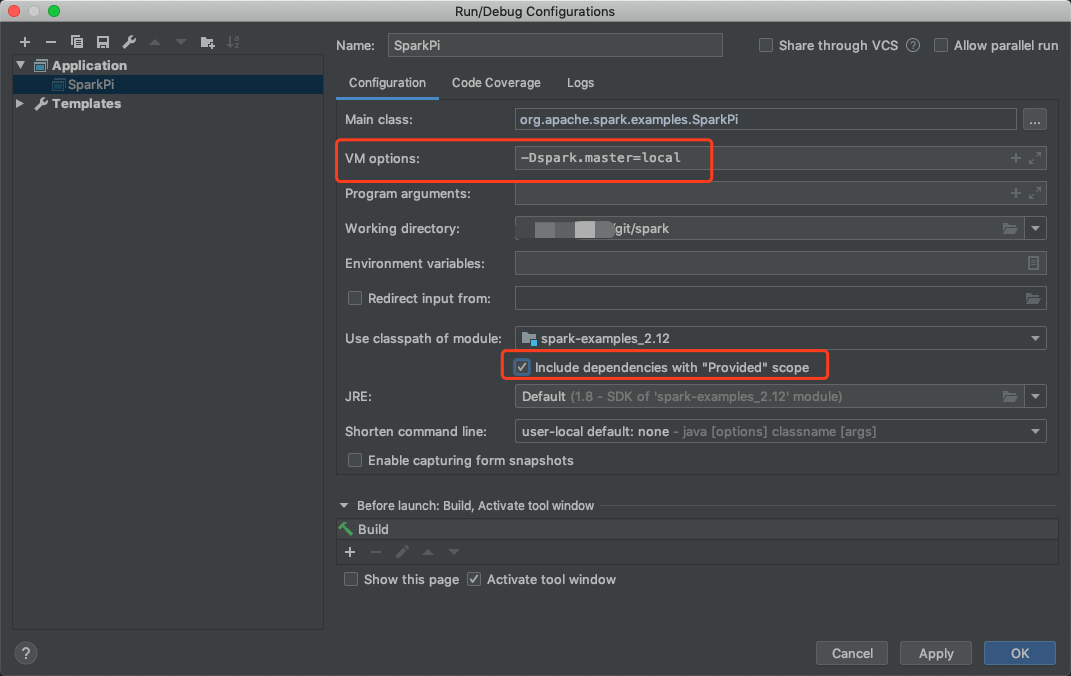 Run/Debug Configurations
Name: SparkPi Share through VCS ? Allow parallel run
Application
SparkPi
Templates
Configuration Code Coverage Logs
Main class: org.apache.spark.examples.SparkPi ...
VM options: -Dspark.master=local
Program arguments:
Working directory: /git/spark
Environment variables:
Redirect input from:
Use classpath of module: spark-examples_2.12
Include dependencies with "Provided" scope
JRE: Default (1.8 - SDK of 'spark-examples_2.12' module)
Shorten command line: user-local default: none - java [options] classname [args]
Enable capturing form snapshots
Before launch: Build, Activate tool window
Build
Show this page Activate tool window
? Cancel Apply OK